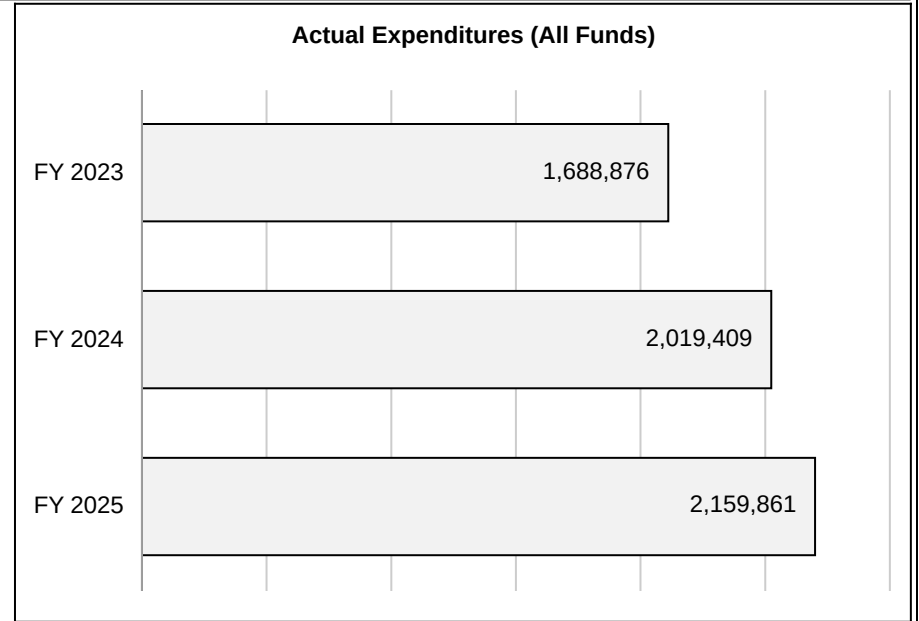 Actual Expenditures (All Funds)
FY 2023
1,688,876
FY 2024
2,019,409
FY 2025
2,159,861